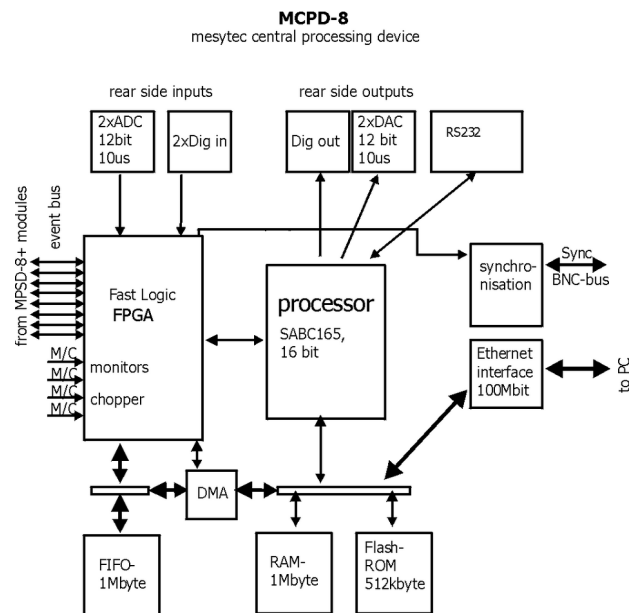 MCPD-8
mesytec central processing device
rear side inputs
rear side outputs
2xADC
12bit
10us
2xDig in
Dig out
2xDAC
12 bit
10us
RS232
from MPSD-8+ modules
event bus
Fast Logic
FPGA
M/C
M/C
M/C
M/C
monitors
chopper
processor
SABC165,
16 bit
synchro-
nisation
Sync
BNC-bus
Ethernet
interface
100Mbit
to PC
DMA
FIFO-
1Mbyte
RAM-
1Mbyte
Flash-
ROM
512kbyte